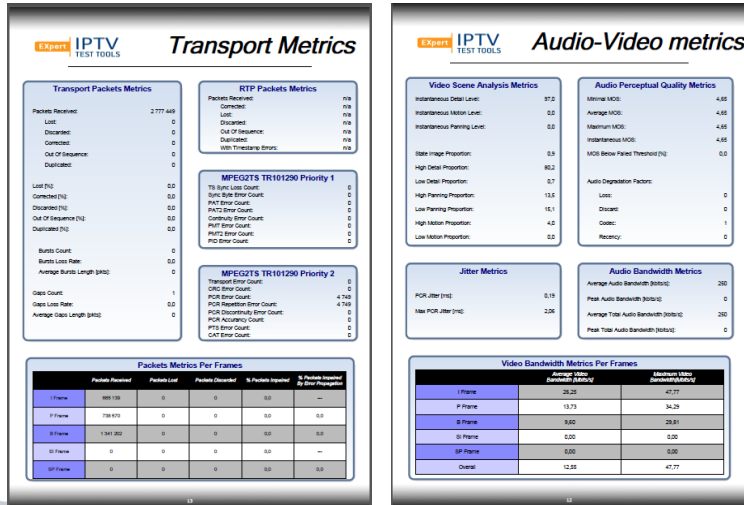 EXpert IPTV
TEST TOOLS
Transport Metrics
Transport Packets Metrics
Packets Received: 2 777 449
Lost: 0
Discarded: 0
Corrected: 0
Out Of Sequence: 0
Duplicated: 0
Lost [%]: 0,0
Corrected [%]: 0,0
Discarded [%]: 0,0
Out Of Sequence [%]: 0,0
Duplicated [%]: 0,0
Bursts Count: 0
Bursts Loss Rate: 0,0
Average Bursts Length [pkts]: 0
Gaps Count: 1
Gaps Loss Rate: 0,0
Average Gaps Length [pkts]: 0
RTP Packets Metrics
Packets Received: n/a
Corrected: n/a
Lost: n/a
Discarded: n/a
Out Of Sequence: n/a
Duplicated: n/a
With Timestamp Errors: n/a
MPEG2TS TR101290 Priority 1
TS Sync Loss Count: 0
Sync Byte Error Count: 0
PAT Error Count: 0
PAT2 Error Count: 0
Continuity Error Count: 0
PMT Error Count: 0
PMT2 Error Count: 0
PID Error Count: 0
MPEG2TS TR101290 Priority 2
Transport Error Count: 0
CRC Error Count: 0
PCR Error Count: 4 749
PCR Repetition Error Count: 4 749
PCR Discontinuity Error Count: 0
PCR Accurancy Count: 0
PTS Error Count: 0
CAT Error Count: 0
Packets Metrics Per Frames
Packets Received Packets Lost Packets Discarded % Packets Impaired % Packets Impaired By Error Propagation
I Frame 0 0 0,0 ---
P Frame 738 570 0 0 0,0 0,0
B Frame 1 341 202 0 0 0,0 0,0
SI Frame 0 0 0 0,0 ---
SP Frame 0 0 0 0,0 0,0
13
EXpert IPTV
TEST TOOLS
Audio-Video metrics
Video Scene Analysis Metrics
Instantaneous Detail Level: 97,0
Instantaneous Motion Level: 0,0
Instantaneous Panning Level: 0,0
State Image Proportion: 0,9
High Detail Proportion: 80,2
Low Detail Proportion: 0,7
High Panning Proportion: 13,5
Low Panning Proportion: 15,1
High Motion Proportion: 4,0
Low Motion Proportion: 0,0
Audio Perceptual Quality Metrics
Minimal MOS: 4,65
Average MOS: 4,65
Maximum MOS: 4,65
Instantaneous MOS: 4,65
MOS Below Failed Threshold [%]: 0,0
Audio Degradation Factors:
Loss: 0
Discard: 0
Codec: 1
Recency: 0
Jitter Metrics
PCR Jitter [ms]: 0,19
Max PCR Jitter [ms]: 2,06
Audio Bandwidth Metrics
Average Audio Bandwidth [kbits/s]: 260
Peak Audio Bandwidth [kbits/s]: 0
Average Total Audio Bandwidth [kbits/s]: 260
Peak Total Audio Bandwidth [kbits/s]: 0
Video Bandwidth Metrics Per Frames
Average Video Bandwidth [Mbits/s] Maximum Video Bandwidth[Mbits/s]
I Frame 26,25 47,77
P Frame 13,73 34,29
B Frame 9,60 29,81
SI Frame 0,00 0,00
SP Frame 0,00 0,00
Overall 12,88 47,77
12